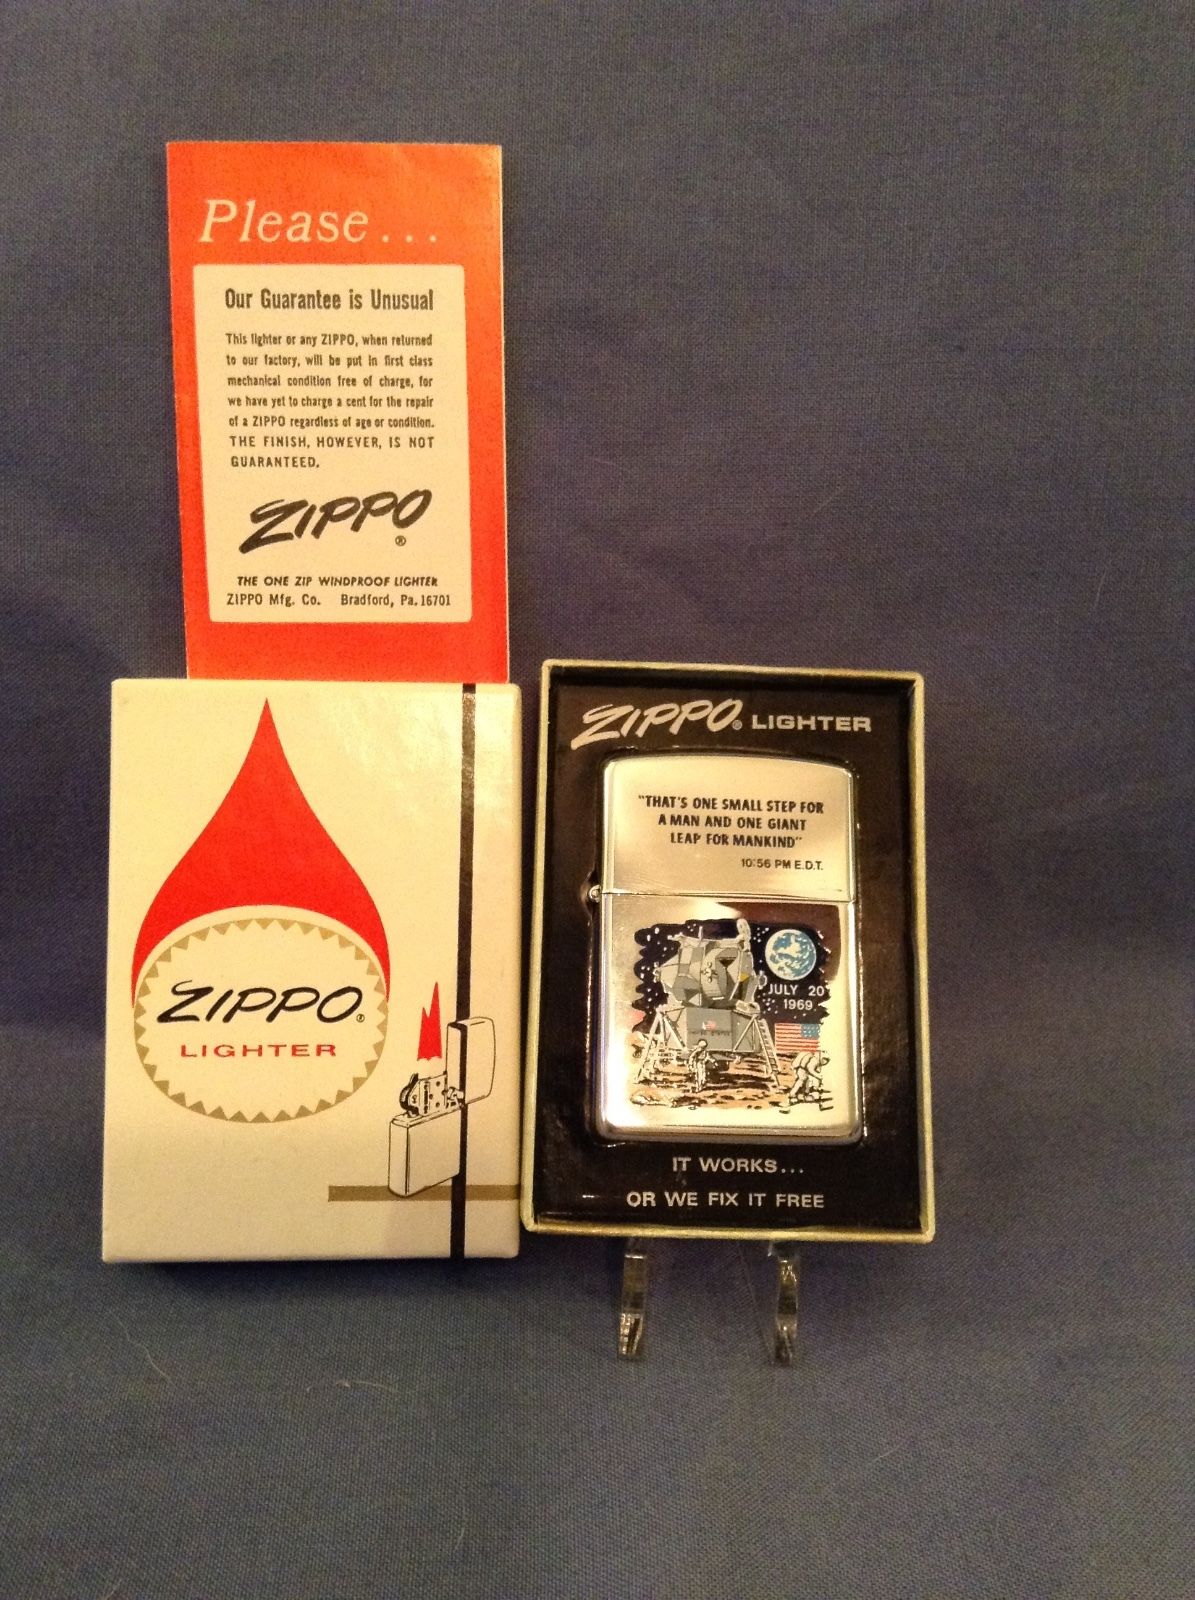 Please...
Our Guarantee is Unusual
This lighter or any ZIPPO, when returned
to our factory, will be put in first class
mechanical condition free of charge, for
we have yet to charge a cent for the repair
of a ZIPPO regardless of age or condition.
THE FINISH, HOWEVER, IS NOT
GUARANTEED.
ZIPPO®
THE ONE ZIP WINDPROOF LIGHTER
ZIPPO Mfg. Co. Bradford, Pa. 16701
ZIPPO®
LIGHTER
ZIPPO® LIGHTER
"THAT'S ONE SMALL STEP FOR
A MAN AND ONE GIANT
LEAP FOR MANKIND"
10:56 PM E.D.T.
JULY 20
1969
IT WORKS...
OR WE FIX IT FREE